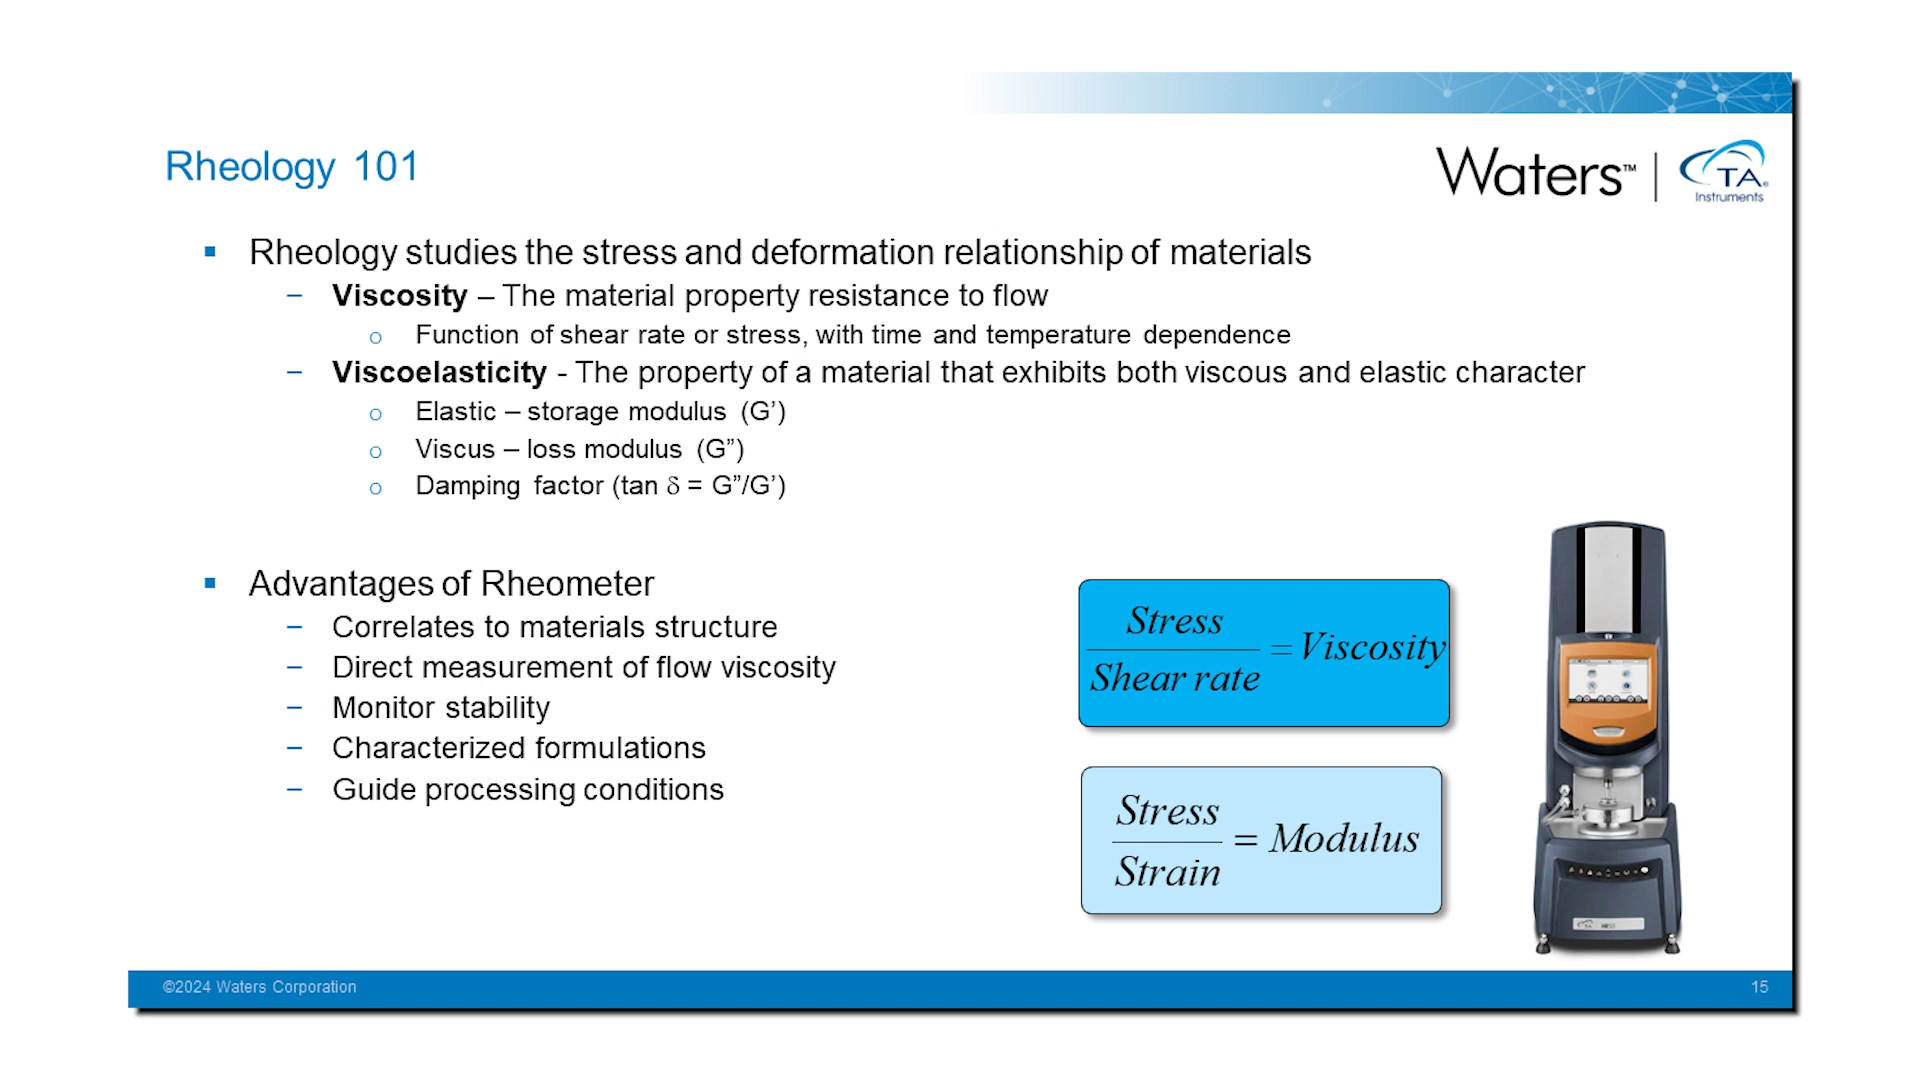 Rheology 101
Waters™
TA®
Instruments
Rheology studies the stress and deformation relationship of materials
– Viscosity – The material property resistance to flow
o Function of shear rate or stress, with time and temperature dependence
– Viscoelasticity - The property of a material that exhibits both viscous and elastic character
o Elastic – storage modulus (G’)
o Viscus – loss modulus (G”)
o Damping factor (tan δ = G”/G’)
Advantages of Rheometer
– Correlates to materials structure
– Direct measurement of flow viscosity
– Monitor stability
– Characterized formulations
– Guide processing conditions
Stress
Shear rate
= Viscosity
Stress
Strain
= Modulus
TA
©2024 Waters Corporation
15